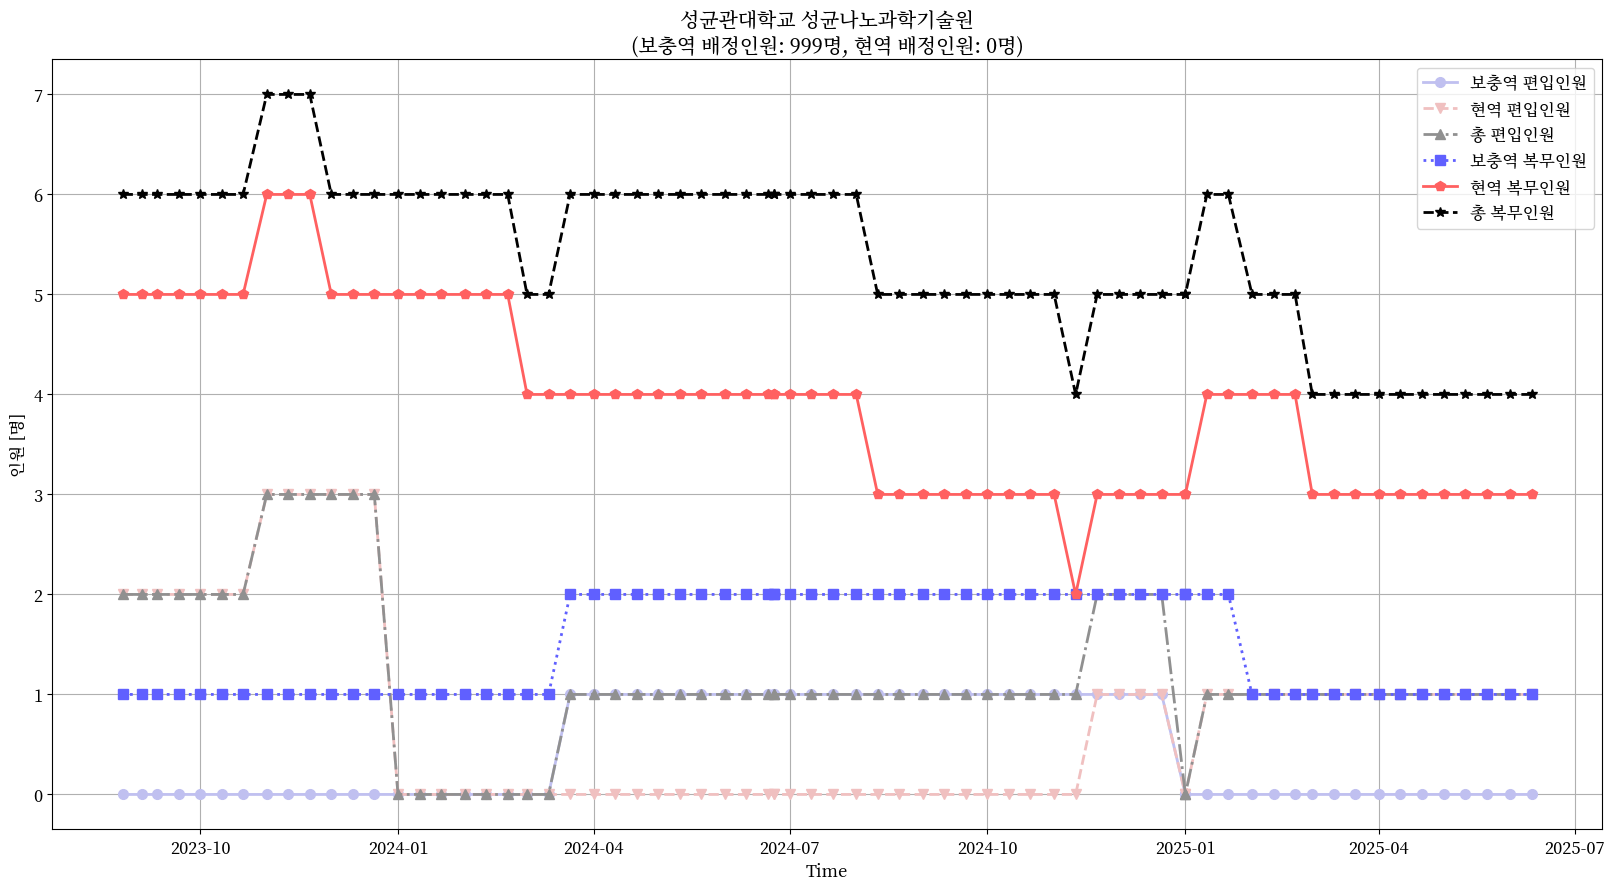 성균관대학교 성균나노과학기술원
(보충역 배정인원: 999명, 현역 배정인원: 0명)
보충역 편입인원
현역 편입인원
총 편입인원
보충역 복무인원
현역 복무인원
총 복무인원
인원 [명]
7
6
5
4
3
2
1
0
2023-10
2024-01
2024-04
2024-07
2024-10
2025-01
2025-04
2025-07
Time